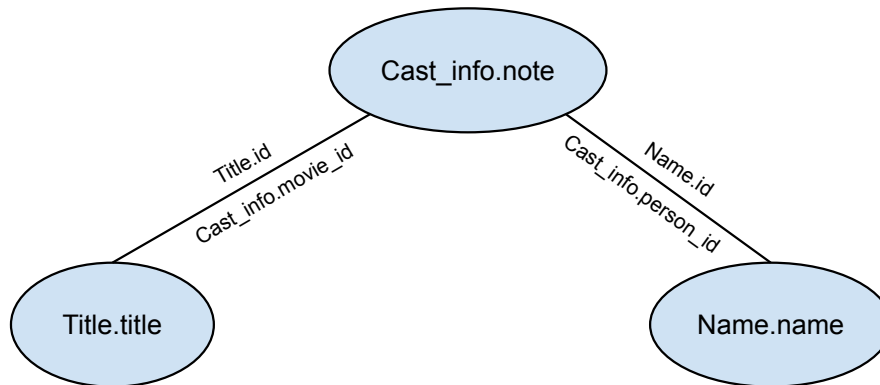 Cast_info.note
Title.id
Cast_info.movie_id
Name.id
Cast_info.person_id
Title.title
Name.name